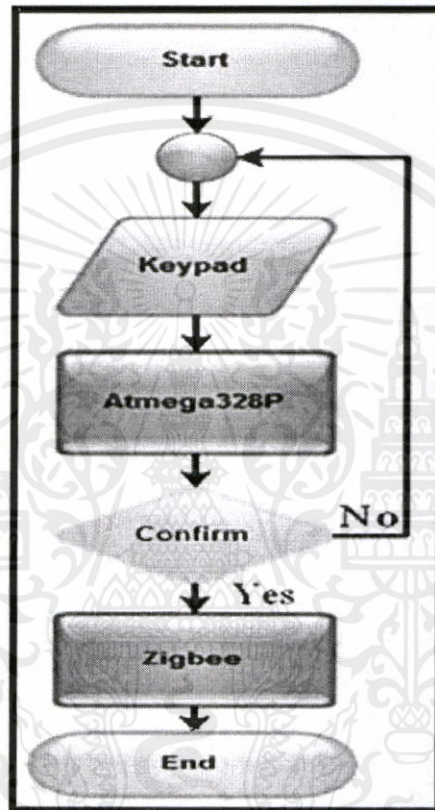 Start
Keypad
Atmega328P
Confirm
No
Yes
Zigbee
End